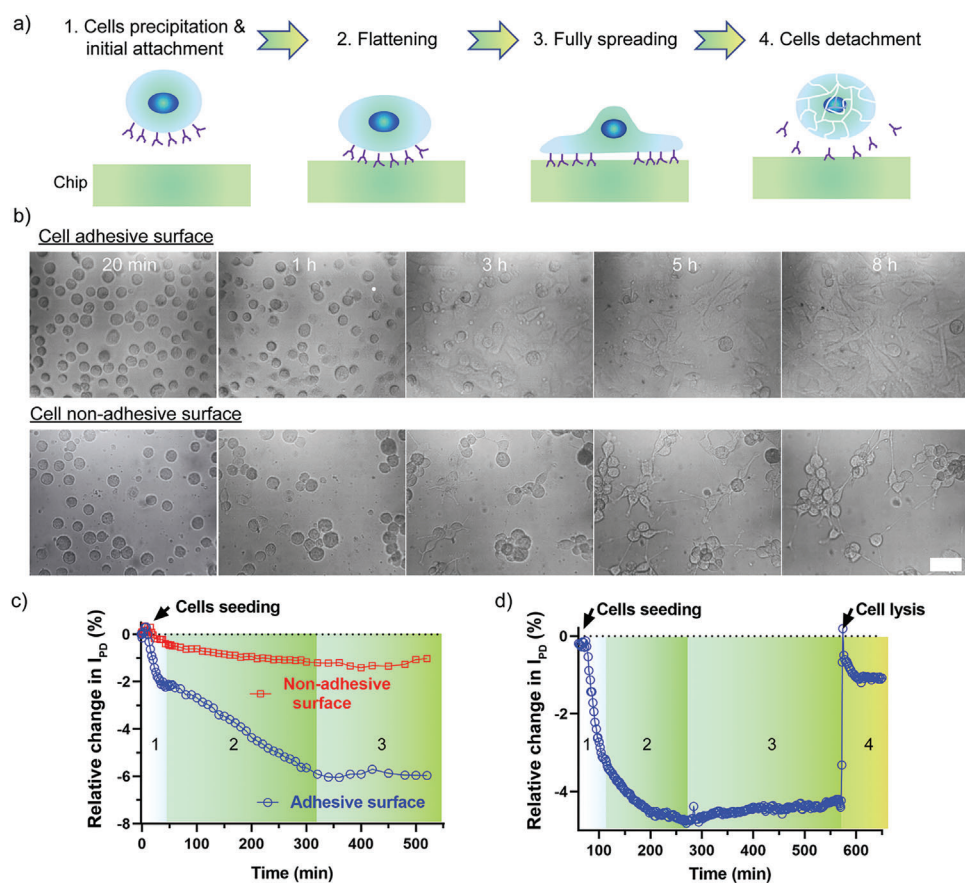 a)
1. Cells precipitation &
initial attachment
2. Flattening
3. Fully spreading
4. Cells detachment
Chip
b)
Cell adhesive surface
20 min
1 h
3 h
5 h
8 h
Cell non-adhesive surface
c)
Cells seeding
Relative change in I_PD (%)
0
-2
-4
-6
-8
Non-adhesive
surface
1
2
3
Adhesive surface
0
100
200
300
400
500
Time (min)
d)
Cells seeding
Cell lysis
Relative change in I_PD (%)
0
-2
-4
1
2
3
4
100
200
300
400
500
600
Time (min)